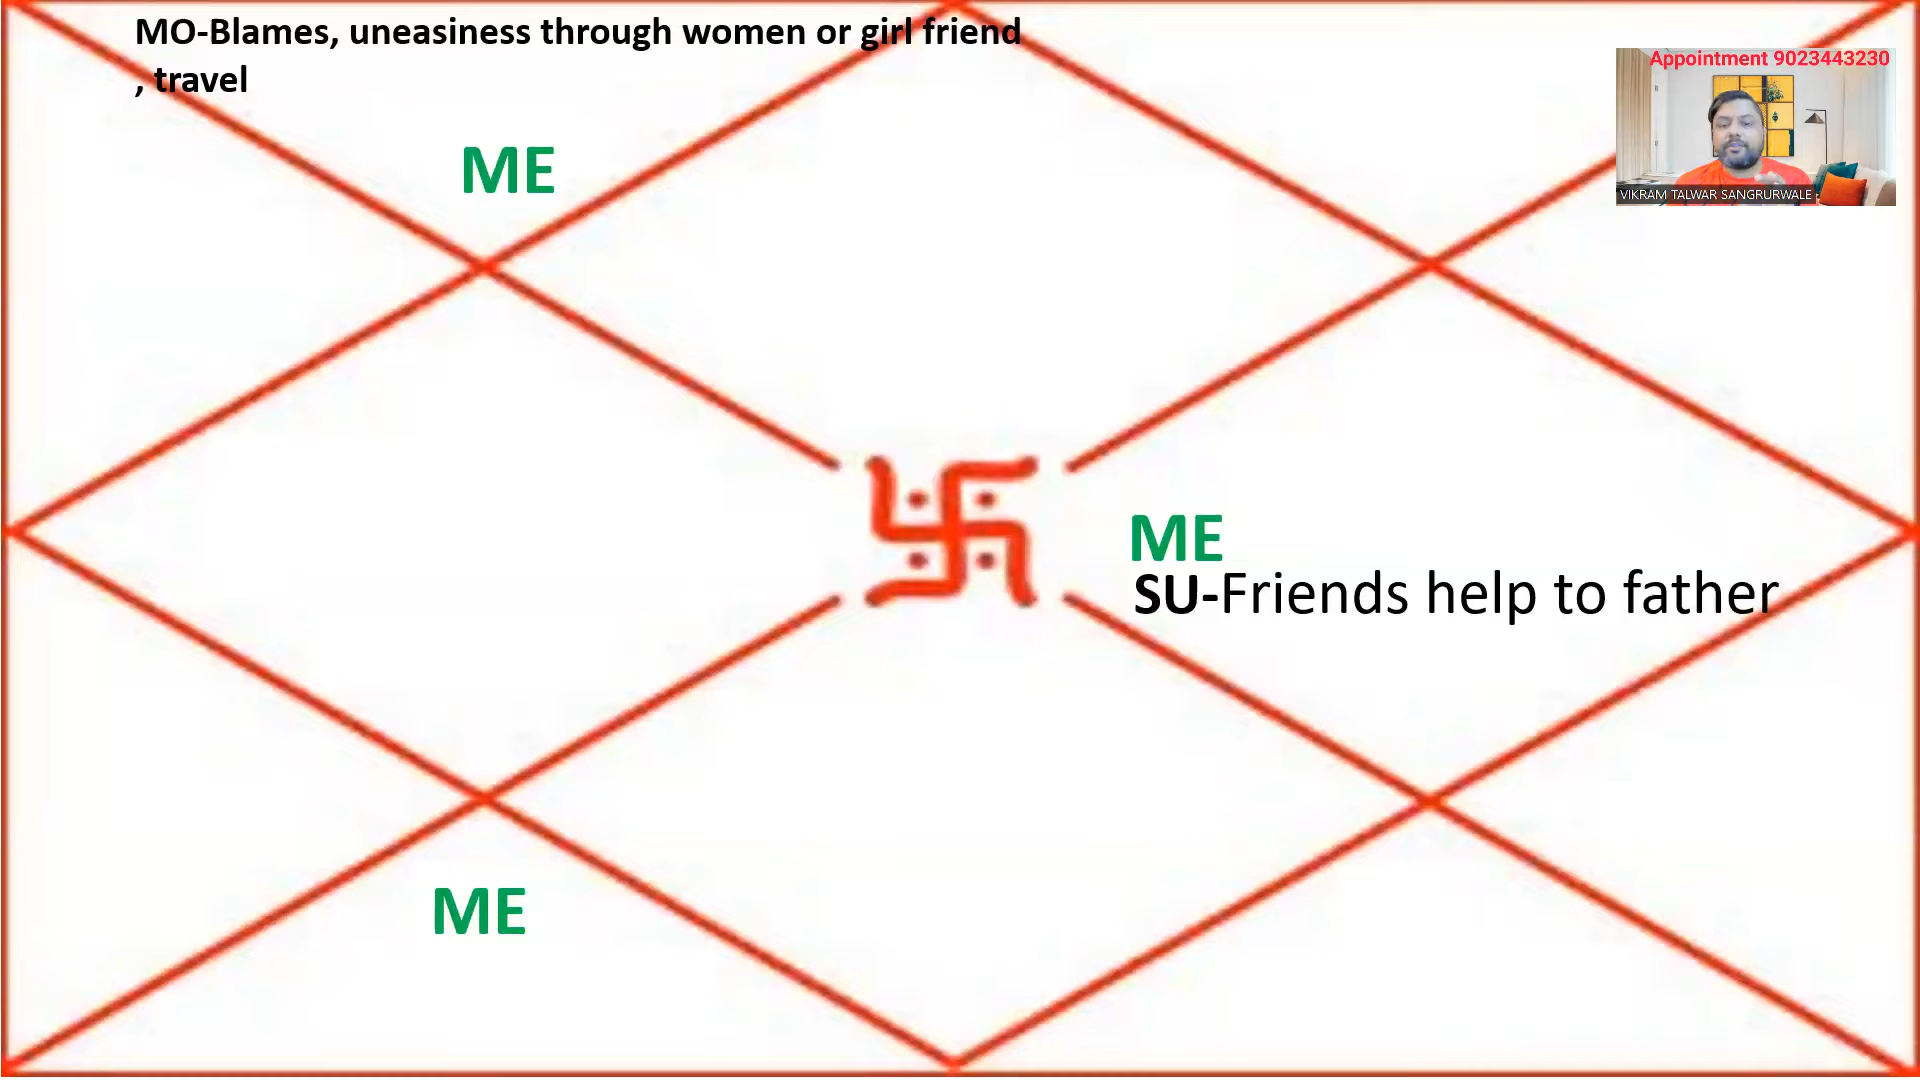 MO-Blames, uneasiness through women or girl friend
, travel
Appointment 9023443230
VIKRAM TALWAR SANGRURWALE
ME
ME
SU-Friends help to father
ME